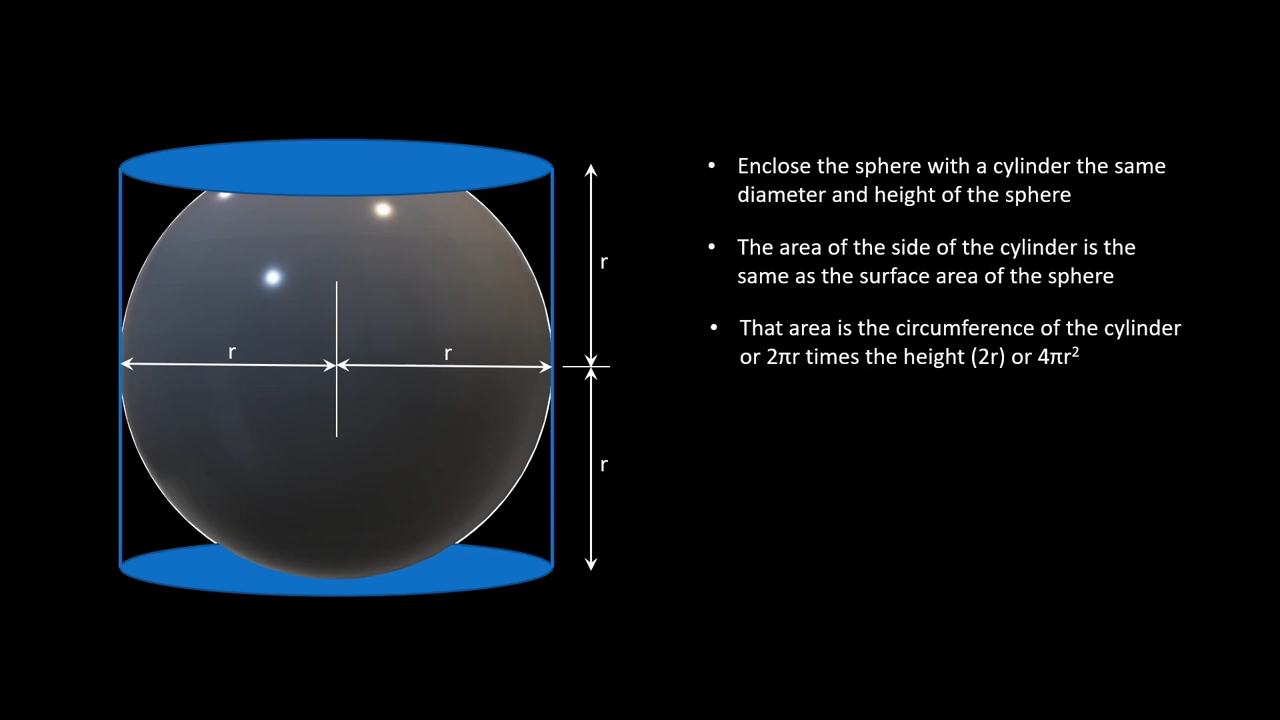 Enclose the sphere with a cylinder the same
diameter and height of the sphere
The area of the side of the cylinder is the
same as the surface area of the sphere
That area is the circumference of the cylinder
or 2πr times the height (2r) or 4πr²
r
r
r
r